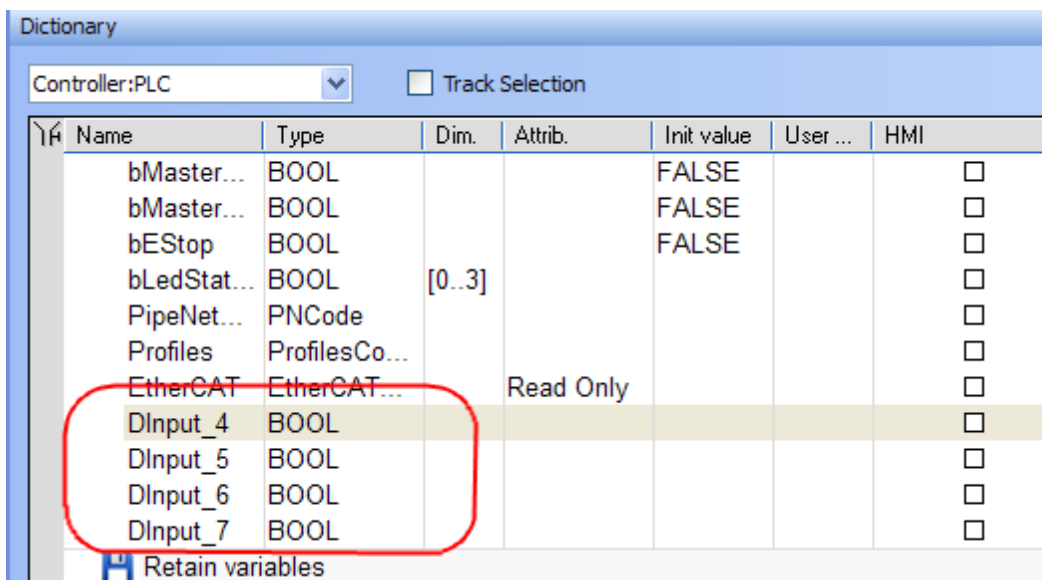 Dictionary
Controller:PLC Track Selection
Name Type Dim. Attrib. Init value User ... HMI
bMaster... BOOL FALSE
bMaster... BOOL FALSE
bEStop BOOL FALSE
bLedStat... BOOL [0..3]
PipeNet... PNCode
Profiles ProfilesCo...
EtherCAT EtherCAT... Read Only
DInput_4 BOOL
DInput_5 BOOL
DInput_6 BOOL
DInput_7 BOOL
Retain variables